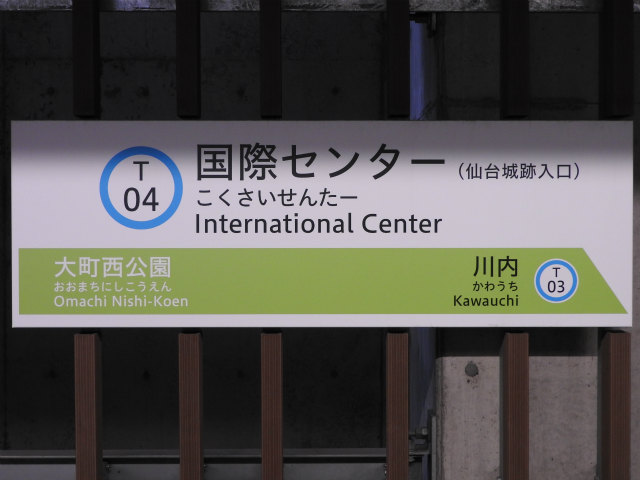 T
04
国際センター（仙台城跡入口）
こくさいせんたー
International Center
大町西公園
おおまちにしこうえん
Omachi Nishi-Koen
川内
かわうち
Kawauchi
T
03